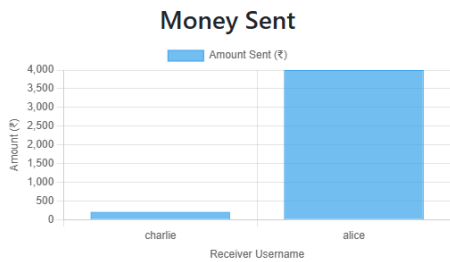 Money Sent
Amount Sent (₹)
4,000
3,500
3,000
2,500
2,000
1,500
1,000
500
0
Amount (₹)
charlie alice
Receiver Username